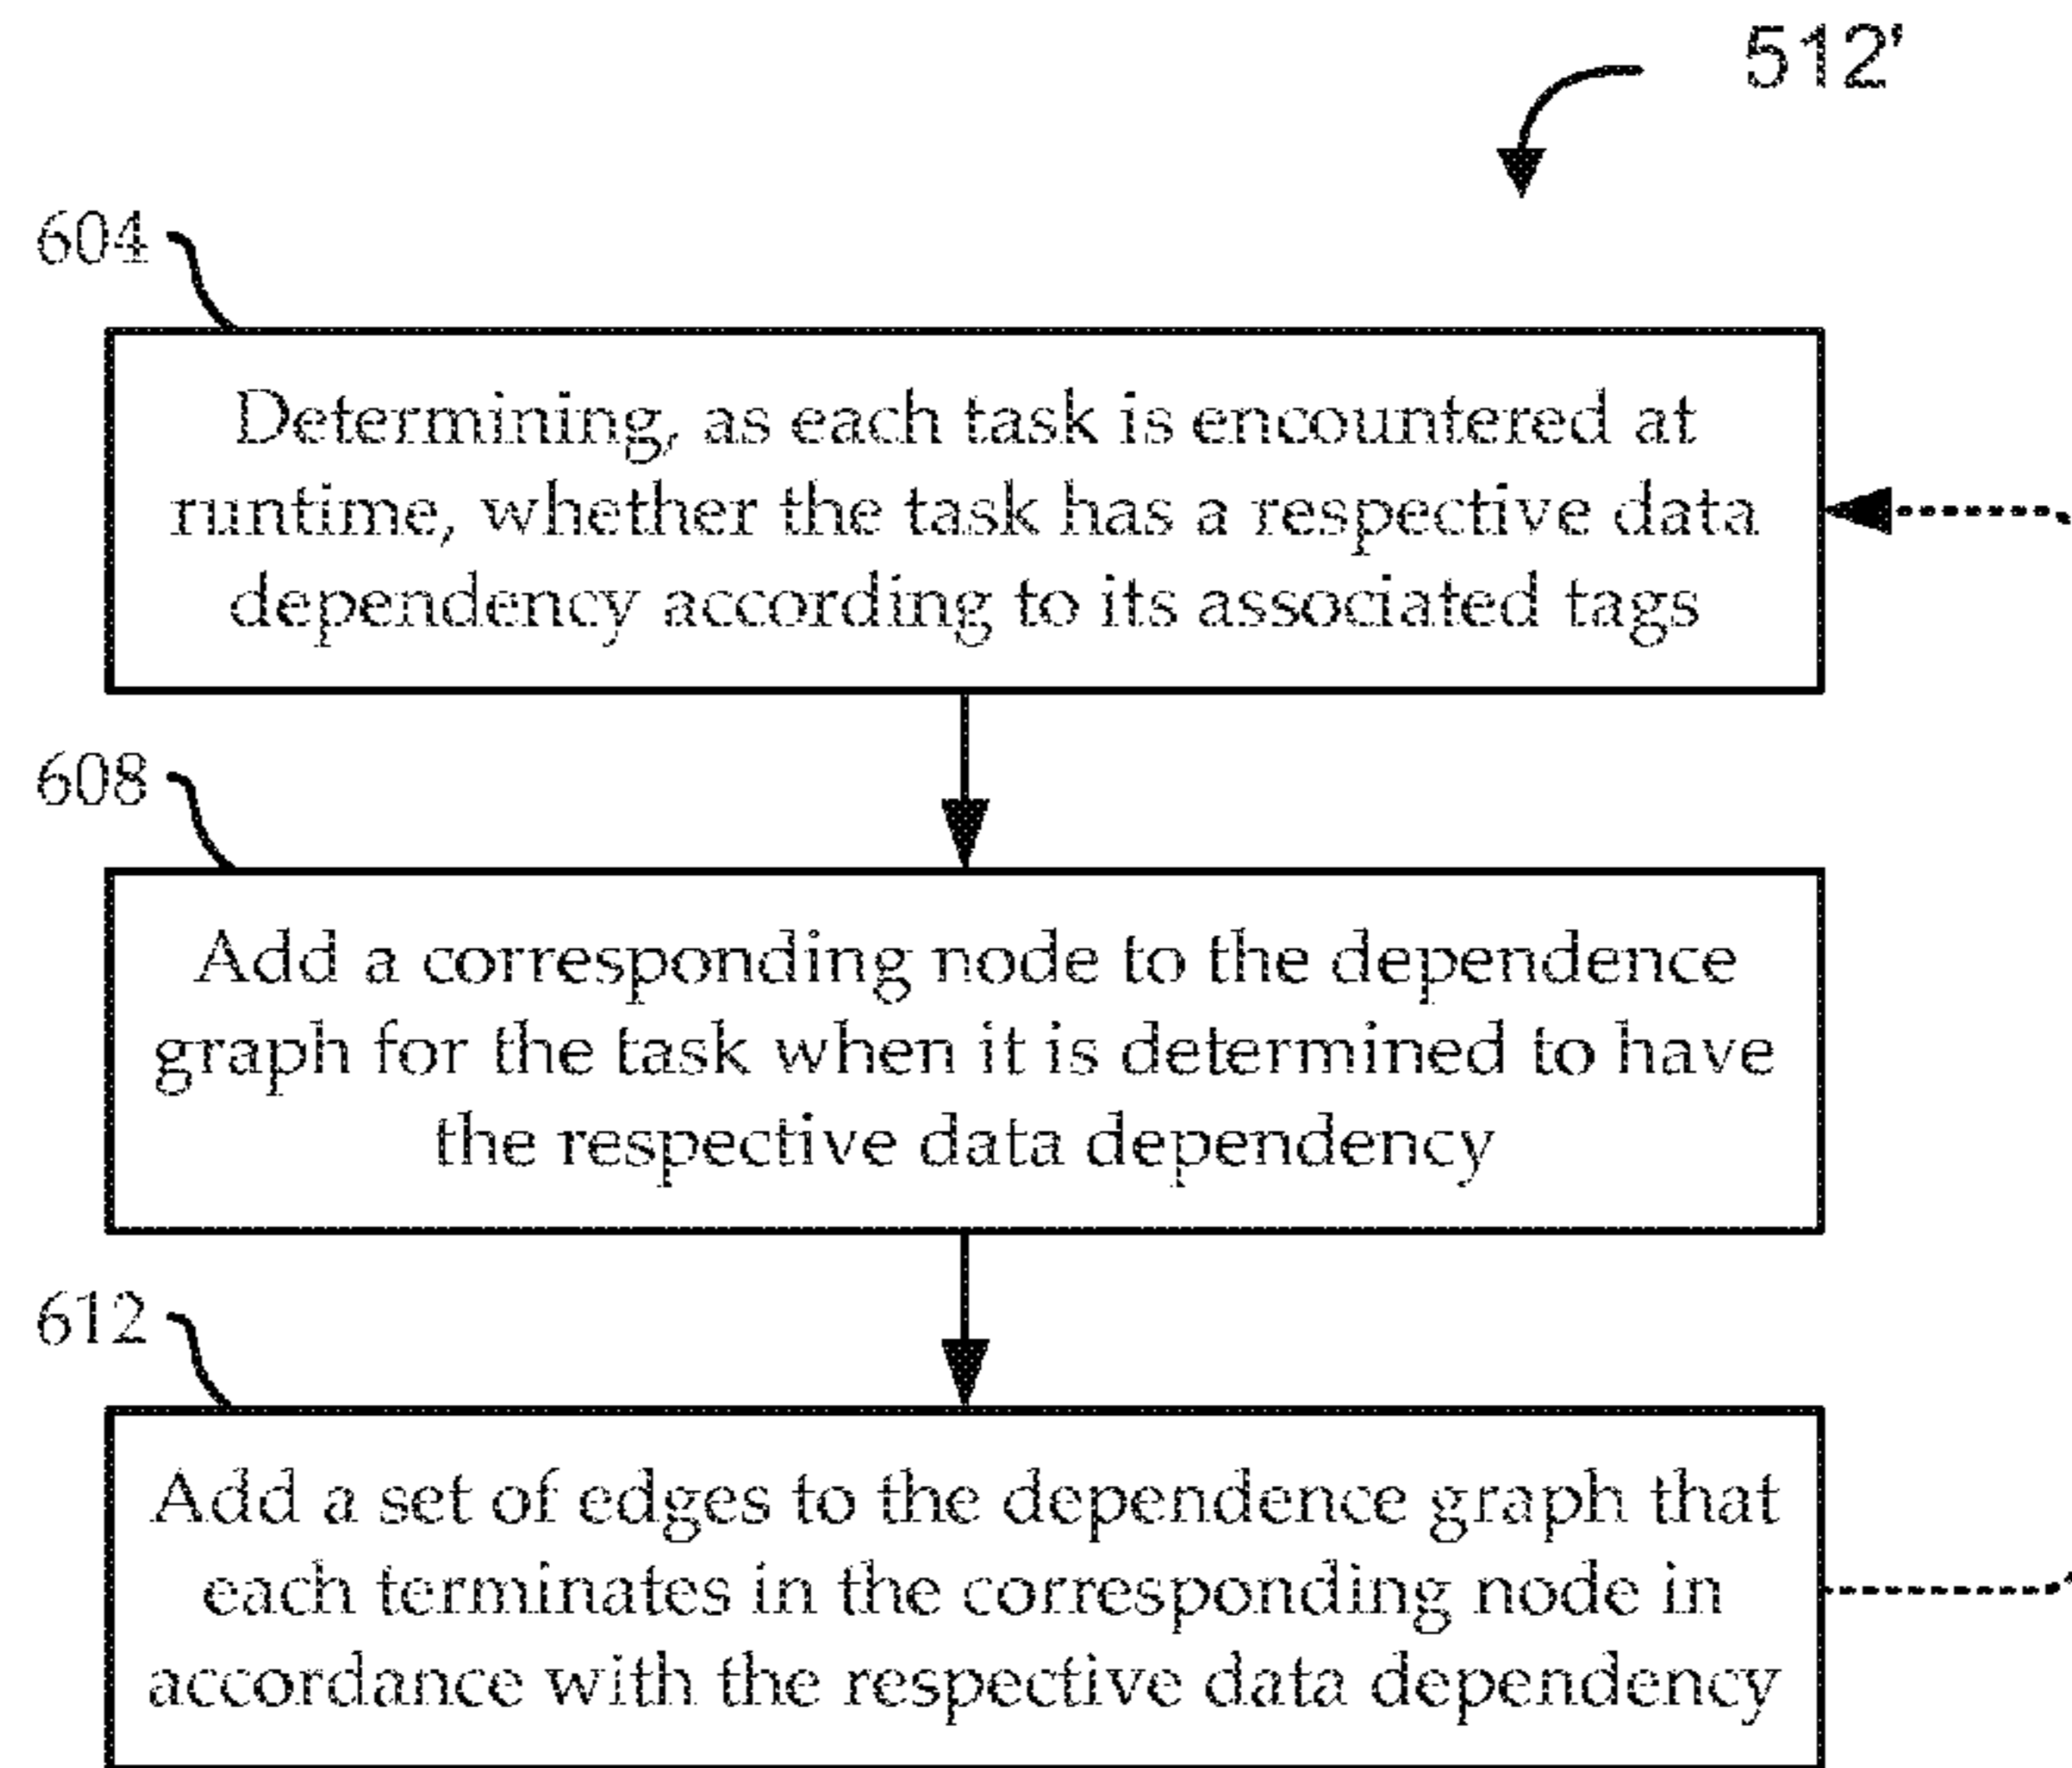 512'
604
Determining, as each task is encountered at
runtime, whether the task has a respective data
dependency according to its associated tags
608
Add a corresponding node to the dependence
graph for the task when it is determined to have
the respective data dependency
612
Add a set of edges to the dependence graph that
each terminates in the corresponding node in
accordance with the respective data dependency